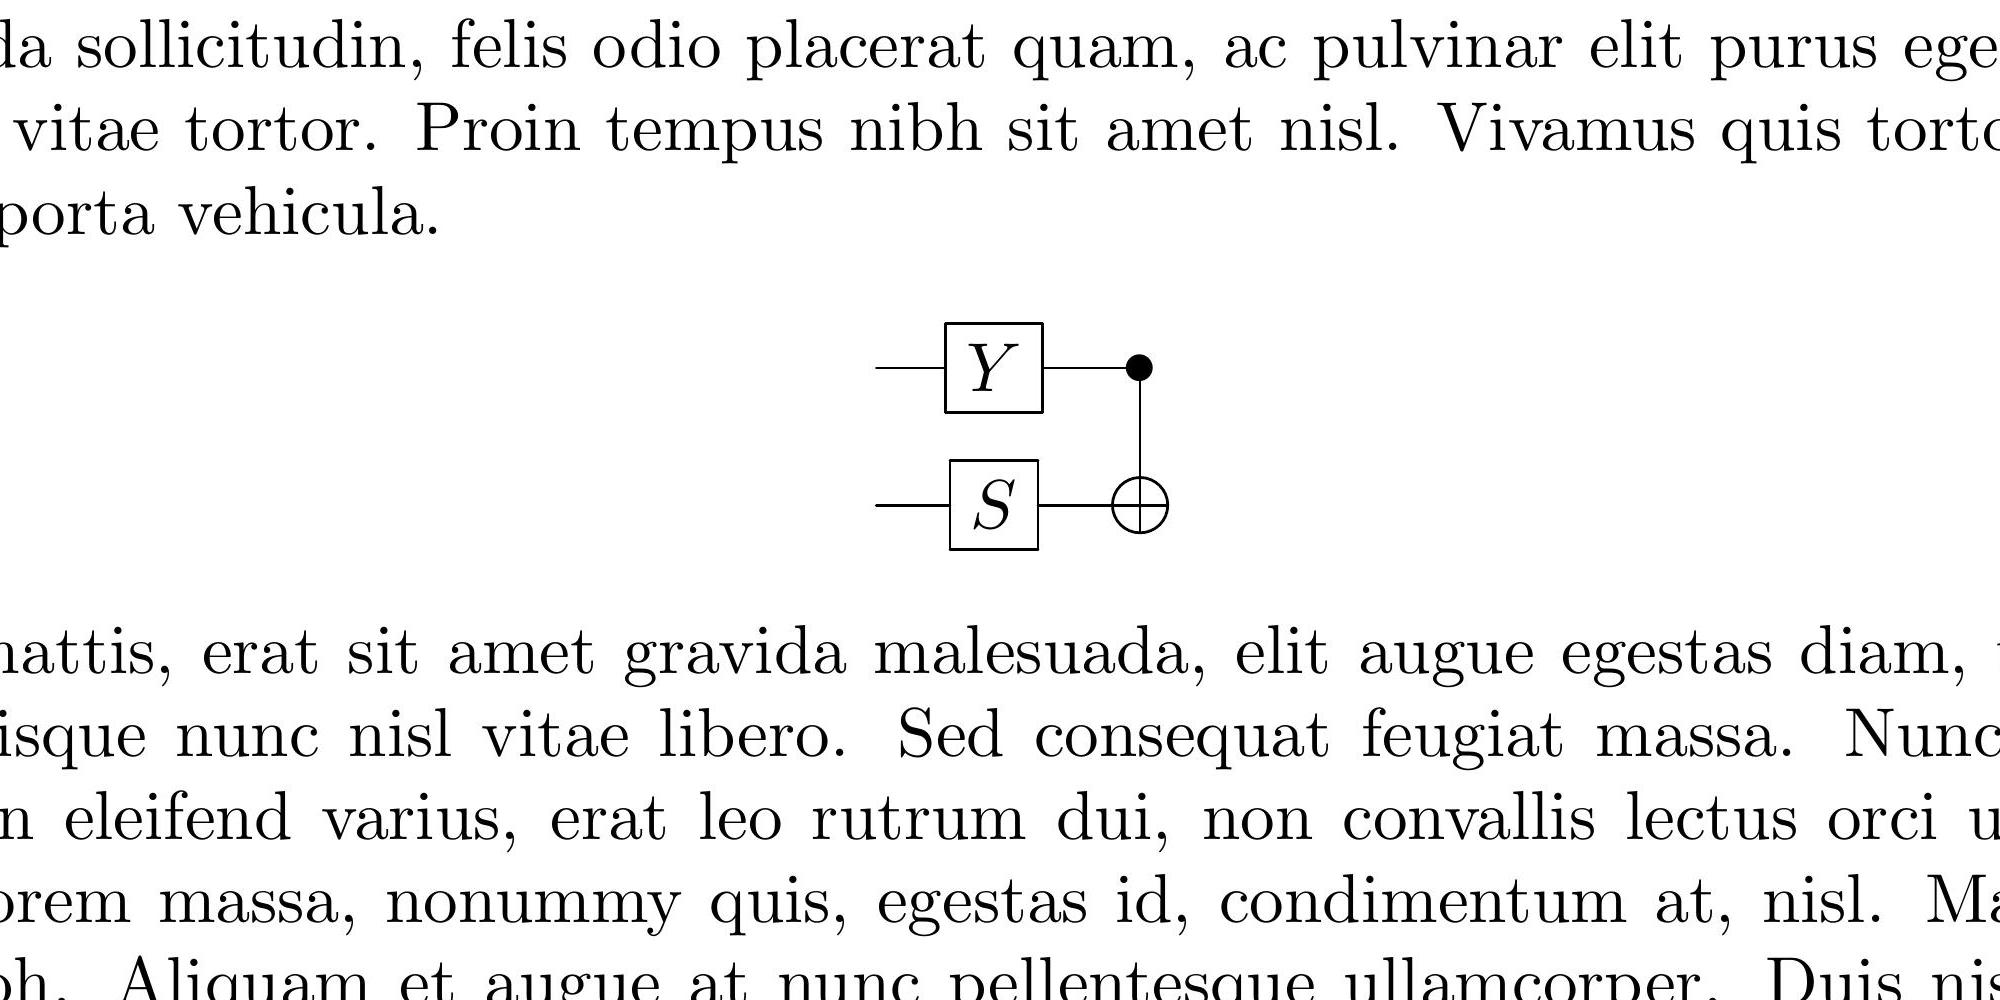 da sollicitudin, felis odio placerat quam, ac pulvinar elit purus ege
vitae tortor. Proin tempus nibh sit amet nisl. Vivamus quis torto
porta vehicula.
Y
S
mattis, erat sit amet gravida malesuada, elit augue egestas diam,
isque nunc nisl vitae libero. Sed consequat feugiat massa. Nunc
n eleifend varius, erat leo rutrum dui, non convallis lectus orci u
orem massa, nonummy quis, egestas id, condimentum at, nisl. Ma
bh. Aliquam et augue at nunc pellentesque ullamcorper. Duis nis